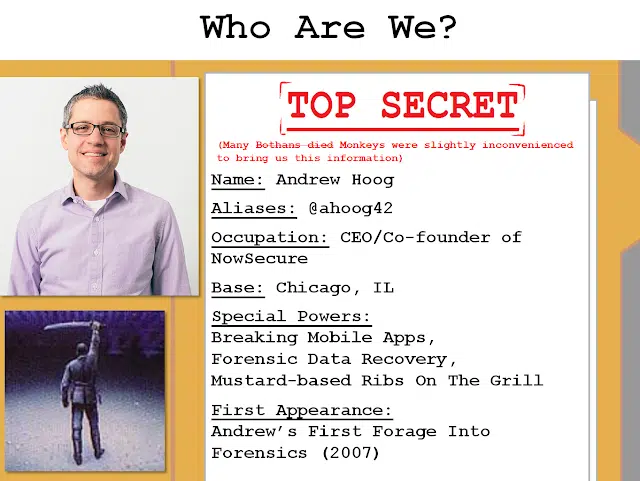 Who Are We?
TOP SECRET
(Many Bothans died Monkeys were slightly inconvenienced
to bring us this information)
Name: Andrew Hoog
Aliases: @ahoog42
Occupation: CEO/Co-founder of
NowSecure
Base: Chicago, IL
Special Powers:
Breaking Mobile Apps,
Forensic Data Recovery,
Mustard-based Ribs On The Grill
First Appearance:
Andrew’s First Forage Into
Forensics (2007)